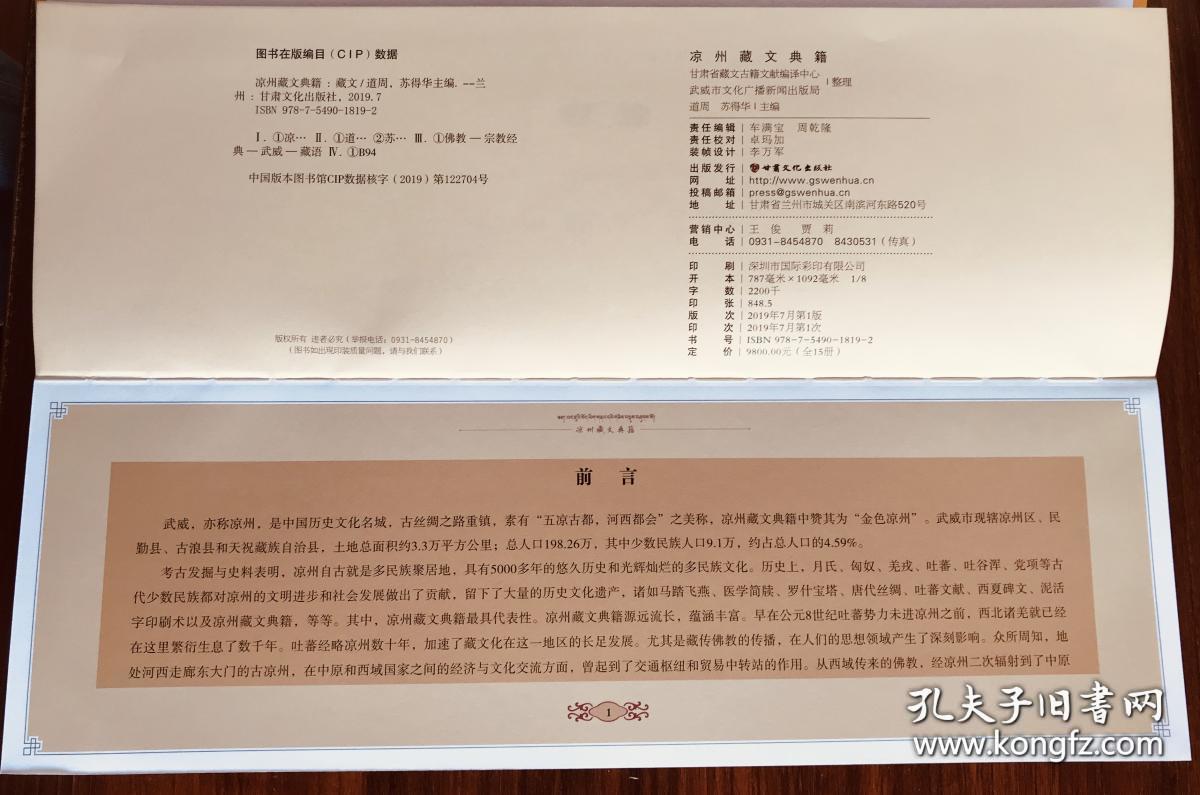 图书在版编目（CIP）数据
凉州藏文典籍：藏文/道周，苏得华主编. --兰
州：甘肃文化出版社，2019.7
ISBN 978-7-5490-1819-2
Ⅰ. ①凉… Ⅱ. ①道… ②苏… Ⅲ. ①佛教—宗教经
典—武威—藏语 Ⅳ. ①B94
中国版本图书馆CIP数据核字（2019）第122704号
版权所有 违者必究（举报电话：0931-8454870）
（图书如出现印装质量问题，请与我们联系）
凉州藏文典籍
甘肃省藏文古籍文献编译中心
武威市文化广播新闻出版局
整理
道周 苏得华|主编
责任编辑|车满宝 周乾隆
责任校对|卓玛加
装帧设计|李万军
出版发行|甘肃文化出版社
网 址|http://www.gswenhua.cn
投稿邮箱|press@gswenhua.cn
地 址|甘肃省兰州市城关区南滨河东路520号
营销中心|王 俊 贾 莉
电 话|0931-8454870 8430531（传真）
印 刷|深圳市国际彩印有限公司
开 本|787毫米×1092毫米 1/8
字 数|2200千
印 张|848.5
版 次|2019年7月第1版
印 次|2019年7月第1次
书 号|ISBN 978-7-5490-1819-2
定 价|9800.00元（全15册）
凉州藏文典籍
前 言
武威，亦称凉州，是中国历史文化名城，古丝绸之路重镇，素有“五凉古都，河西都会”之美称，凉州藏文典籍中赞其为“金色凉州”。武威市现辖凉州区、民
勤县、古浪县和天祝藏族自治县，土地总面积约3.3万平方公里；总人口198.26万，其中少数民族人口9.1万，约占总人口的4.59%。
考古发掘与史料表明，凉州自古就是多民族聚居地，具有5000多年的悠久历史和光辉灿烂的多民族文化。历史上，月氏、匈奴、羌戎、吐蕃、吐谷浑、党项等古
代少数民族都对凉州的文明进步和社会发展做出了贡献，留下了大量的历史文化遗产，诸如马踏飞燕、医学简牍、罗什宝塔、唐代丝绸、吐蕃文献、西夏碑文、泥活
字印刷术以及凉州藏文典籍，等等。其中，凉州藏文典籍最具代表性。凉州藏文典籍源远流长，蕴涵丰富。早在公元8世纪吐蕃势力未进凉州之前，西北诸羌就已经
在这里繁衍生息了数千年。吐蕃经略凉州数十年，加速了藏文化在这一地区的长足发展。尤其是藏传佛教的传播，在人们的思想领域产生了深刻影响。众所周知，地
处河西走廊东大门的古凉州，在中原和西域国家之间的经济与文化交流方面，曾起到了交通枢纽和贸易中转站的作用。从西域传来的佛教，经凉州二次辐射到了中原
1
孔夫子旧书网
www.kongfz.com